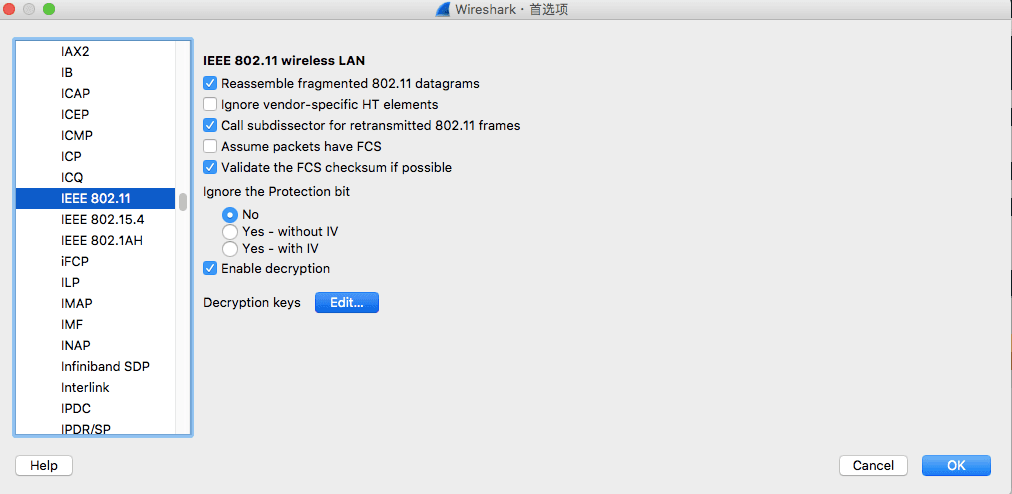 Wireshark · 首选项
IAX2
IB
ICAP
ICEP
ICMP
ICP
ICQ
IEEE 802.11
IEEE 802.15.4
IEEE 802.1AH
iFCP
ILP
IMAP
IMF
INAP
Infiniband SDP
Interlink
IPDC
IPDR/SP
IEEE 802.11 wireless LAN
Reassemble fragmented 802.11 datagrams
Ignore vendor-specific HT elements
Call subdissector for retransmitted 802.11 frames
Assume packets have FCS
Validate the FCS checksum if possible
Ignore the Protection bit
No
Yes - without IV
Yes - with IV
Enable decryption
Decryption keys Edit...
Help Cancel OK